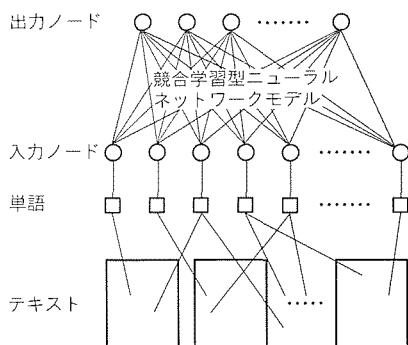 出力ノード
競合学習型ニューラル
ネットワークモデル
入力ノード
単語
テキスト